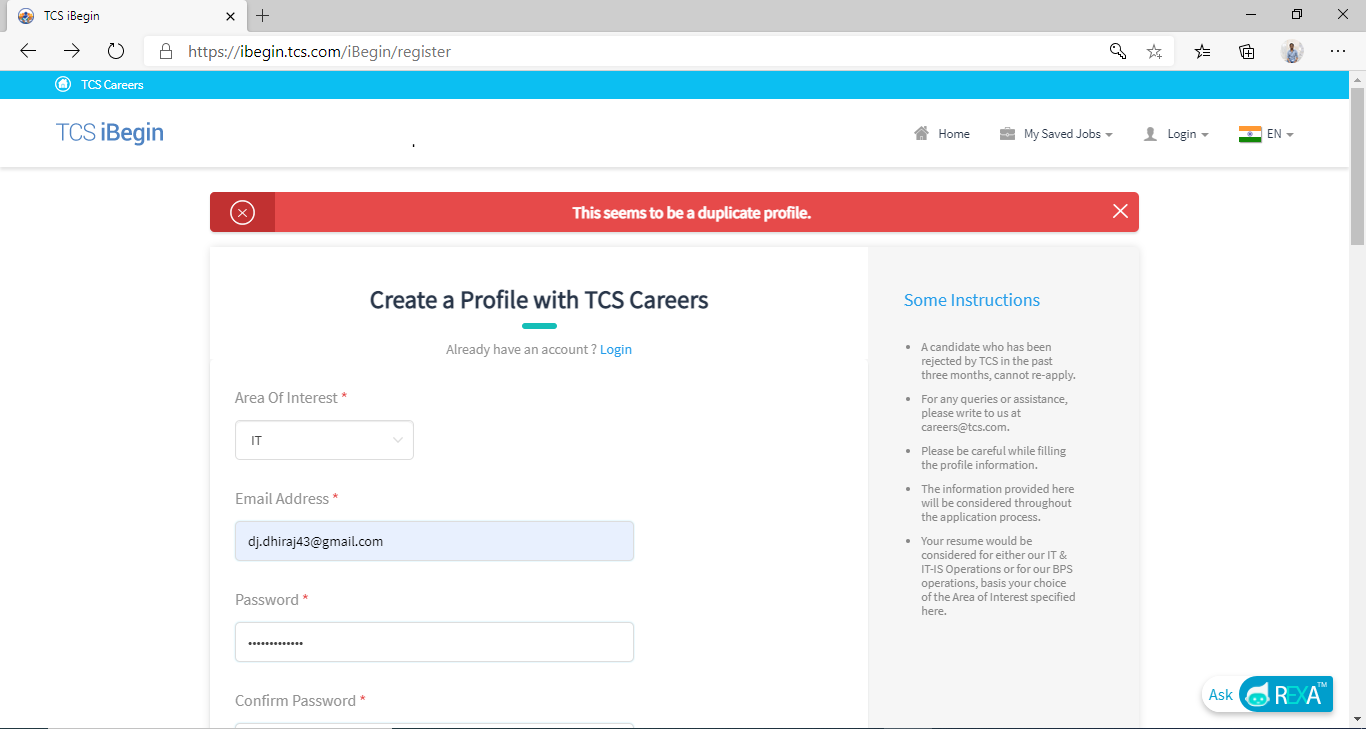 TCS iBegin
https://ibegin.tcs.com/iBegin/register
TCS Careers
TCS iBegin
Home
My Saved Jobs
Login
EN
This seems to be a duplicate profile.
Create a Profile with TCS Careers
Already have an account ? Login
Area Of Interest *
IT
Email Address *
dj.dhiraj43@gmail.com
Password *
•••••••••••••
Confirm Password *
Some Instructions
• A candidate who has been
rejected by TCS in the past
three months, cannot re-apply.
• For any queries or assistance,
please write to us at
careers@tcs.com.
• Please be careful while filling
the profile information.
• The information provided here
will be considered throughout
the application process.
• Your resume would be
considered for either our IT &
IT-IS Operations or for our BPS
operations, basis your choice
of the Area of Interest specified
here.
Ask REXA™